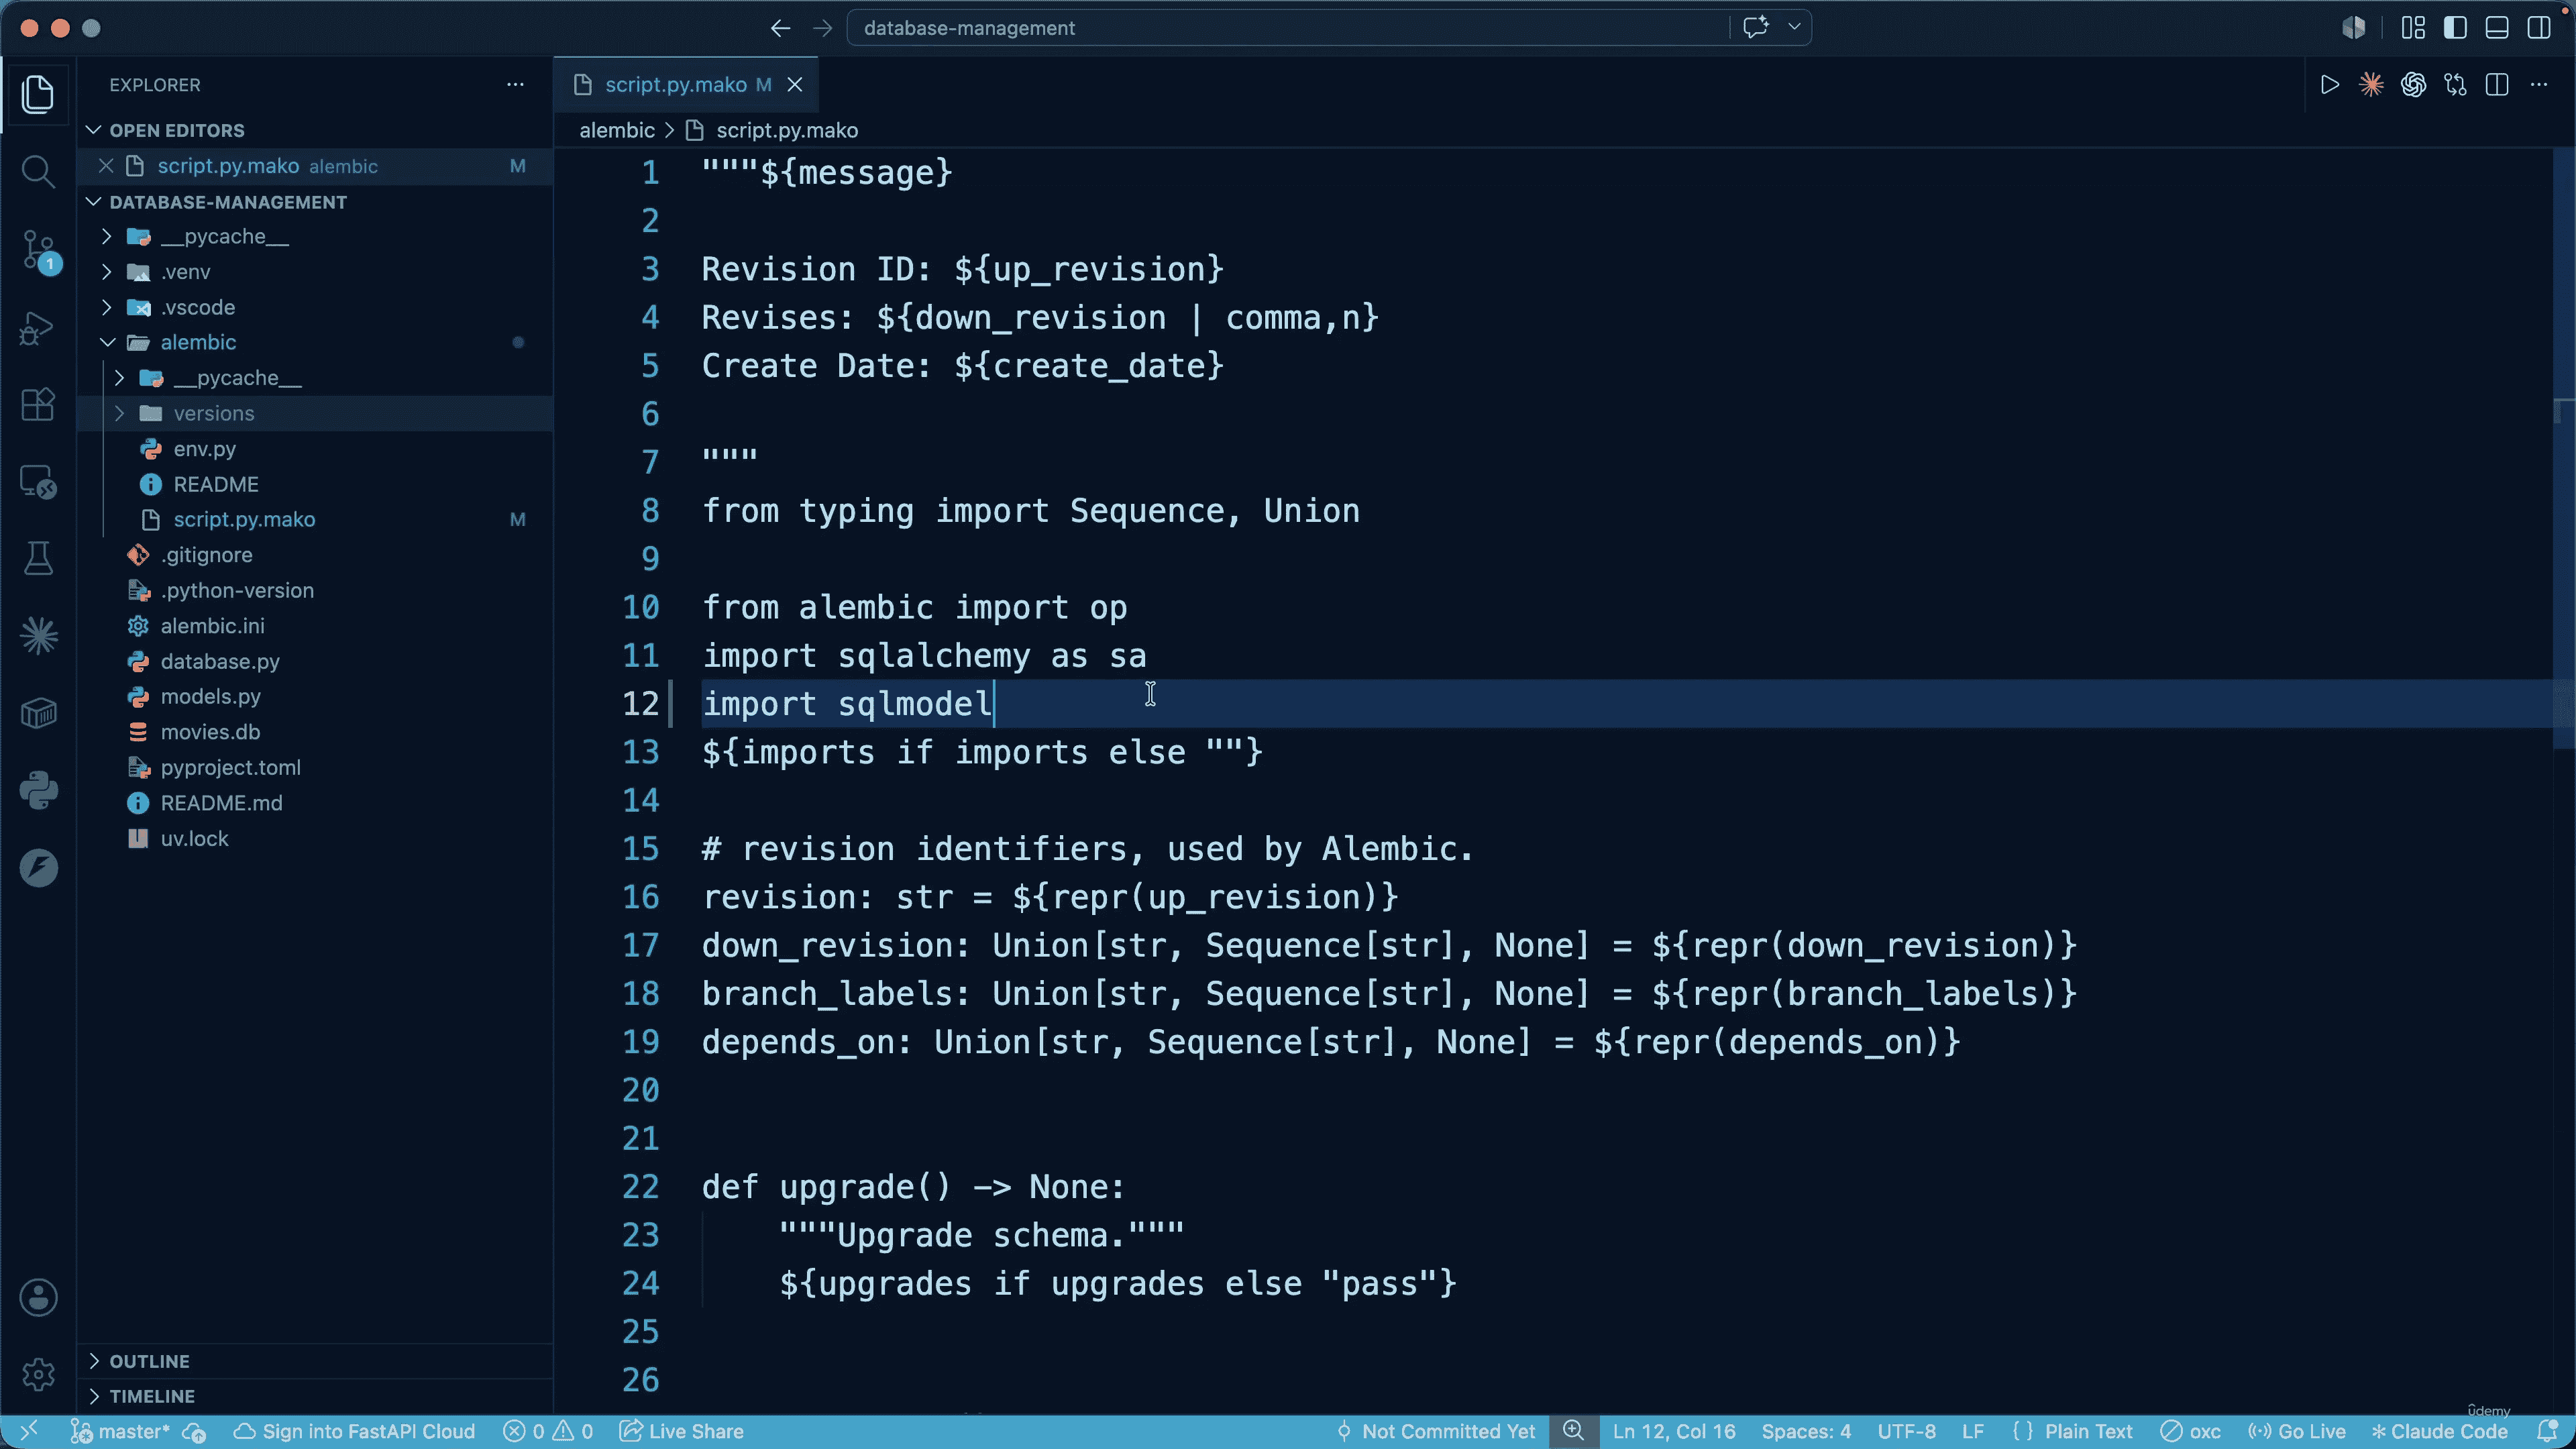 database-management
EXPLORER
script.py.mako M
OPEN EDITORS
script.py.mako alembic M
DATABASE-MANAGEMENT
__pycache__
.venv
.vscode
alembic
__pycache__
versions
env.py
README
script.py.mako M
.gitignore
.python-version
alembic.ini
database.py
models.py
movies.db
pyproject.toml
README.md
uv.lock
OUTLINE
TIMELINE
1
alembic > script.py.mako
1 """${message}
2
3 Revision ID: ${up_revision}
4 Revises: ${down_revision | comma,n}
5 Create Date: ${create_date}
6
7 """
8 from typing import Sequence, Union
9
10 from alembic import op
11 import sqlalchemy as sa
12 import sqlmodel
13 ${imports if imports else ""}
14
15 # revision identifiers, used by Alembic.
16 revision: str = ${repr(up_revision)}
17 down_revision: Union[str, Sequence[str], None] = ${repr(down_revision)}
18 branch_labels: Union[str, Sequence[str], None] = ${repr(branch_labels)}
19 depends_on: Union[str, Sequence[str], None] = ${repr(depends_on)}
20
21
22 def upgrade() -> None:
23 """Upgrade schema."""
24 ${upgrades if upgrades else "pass"}
25
26
udemy
master* Sign into FastAPI Cloud 0 0 Live Share Not Committed Yet Ln 12, Col 16 Spaces: 4 UTF-8 LF {} Plain Text oxc Go Live Claude Code